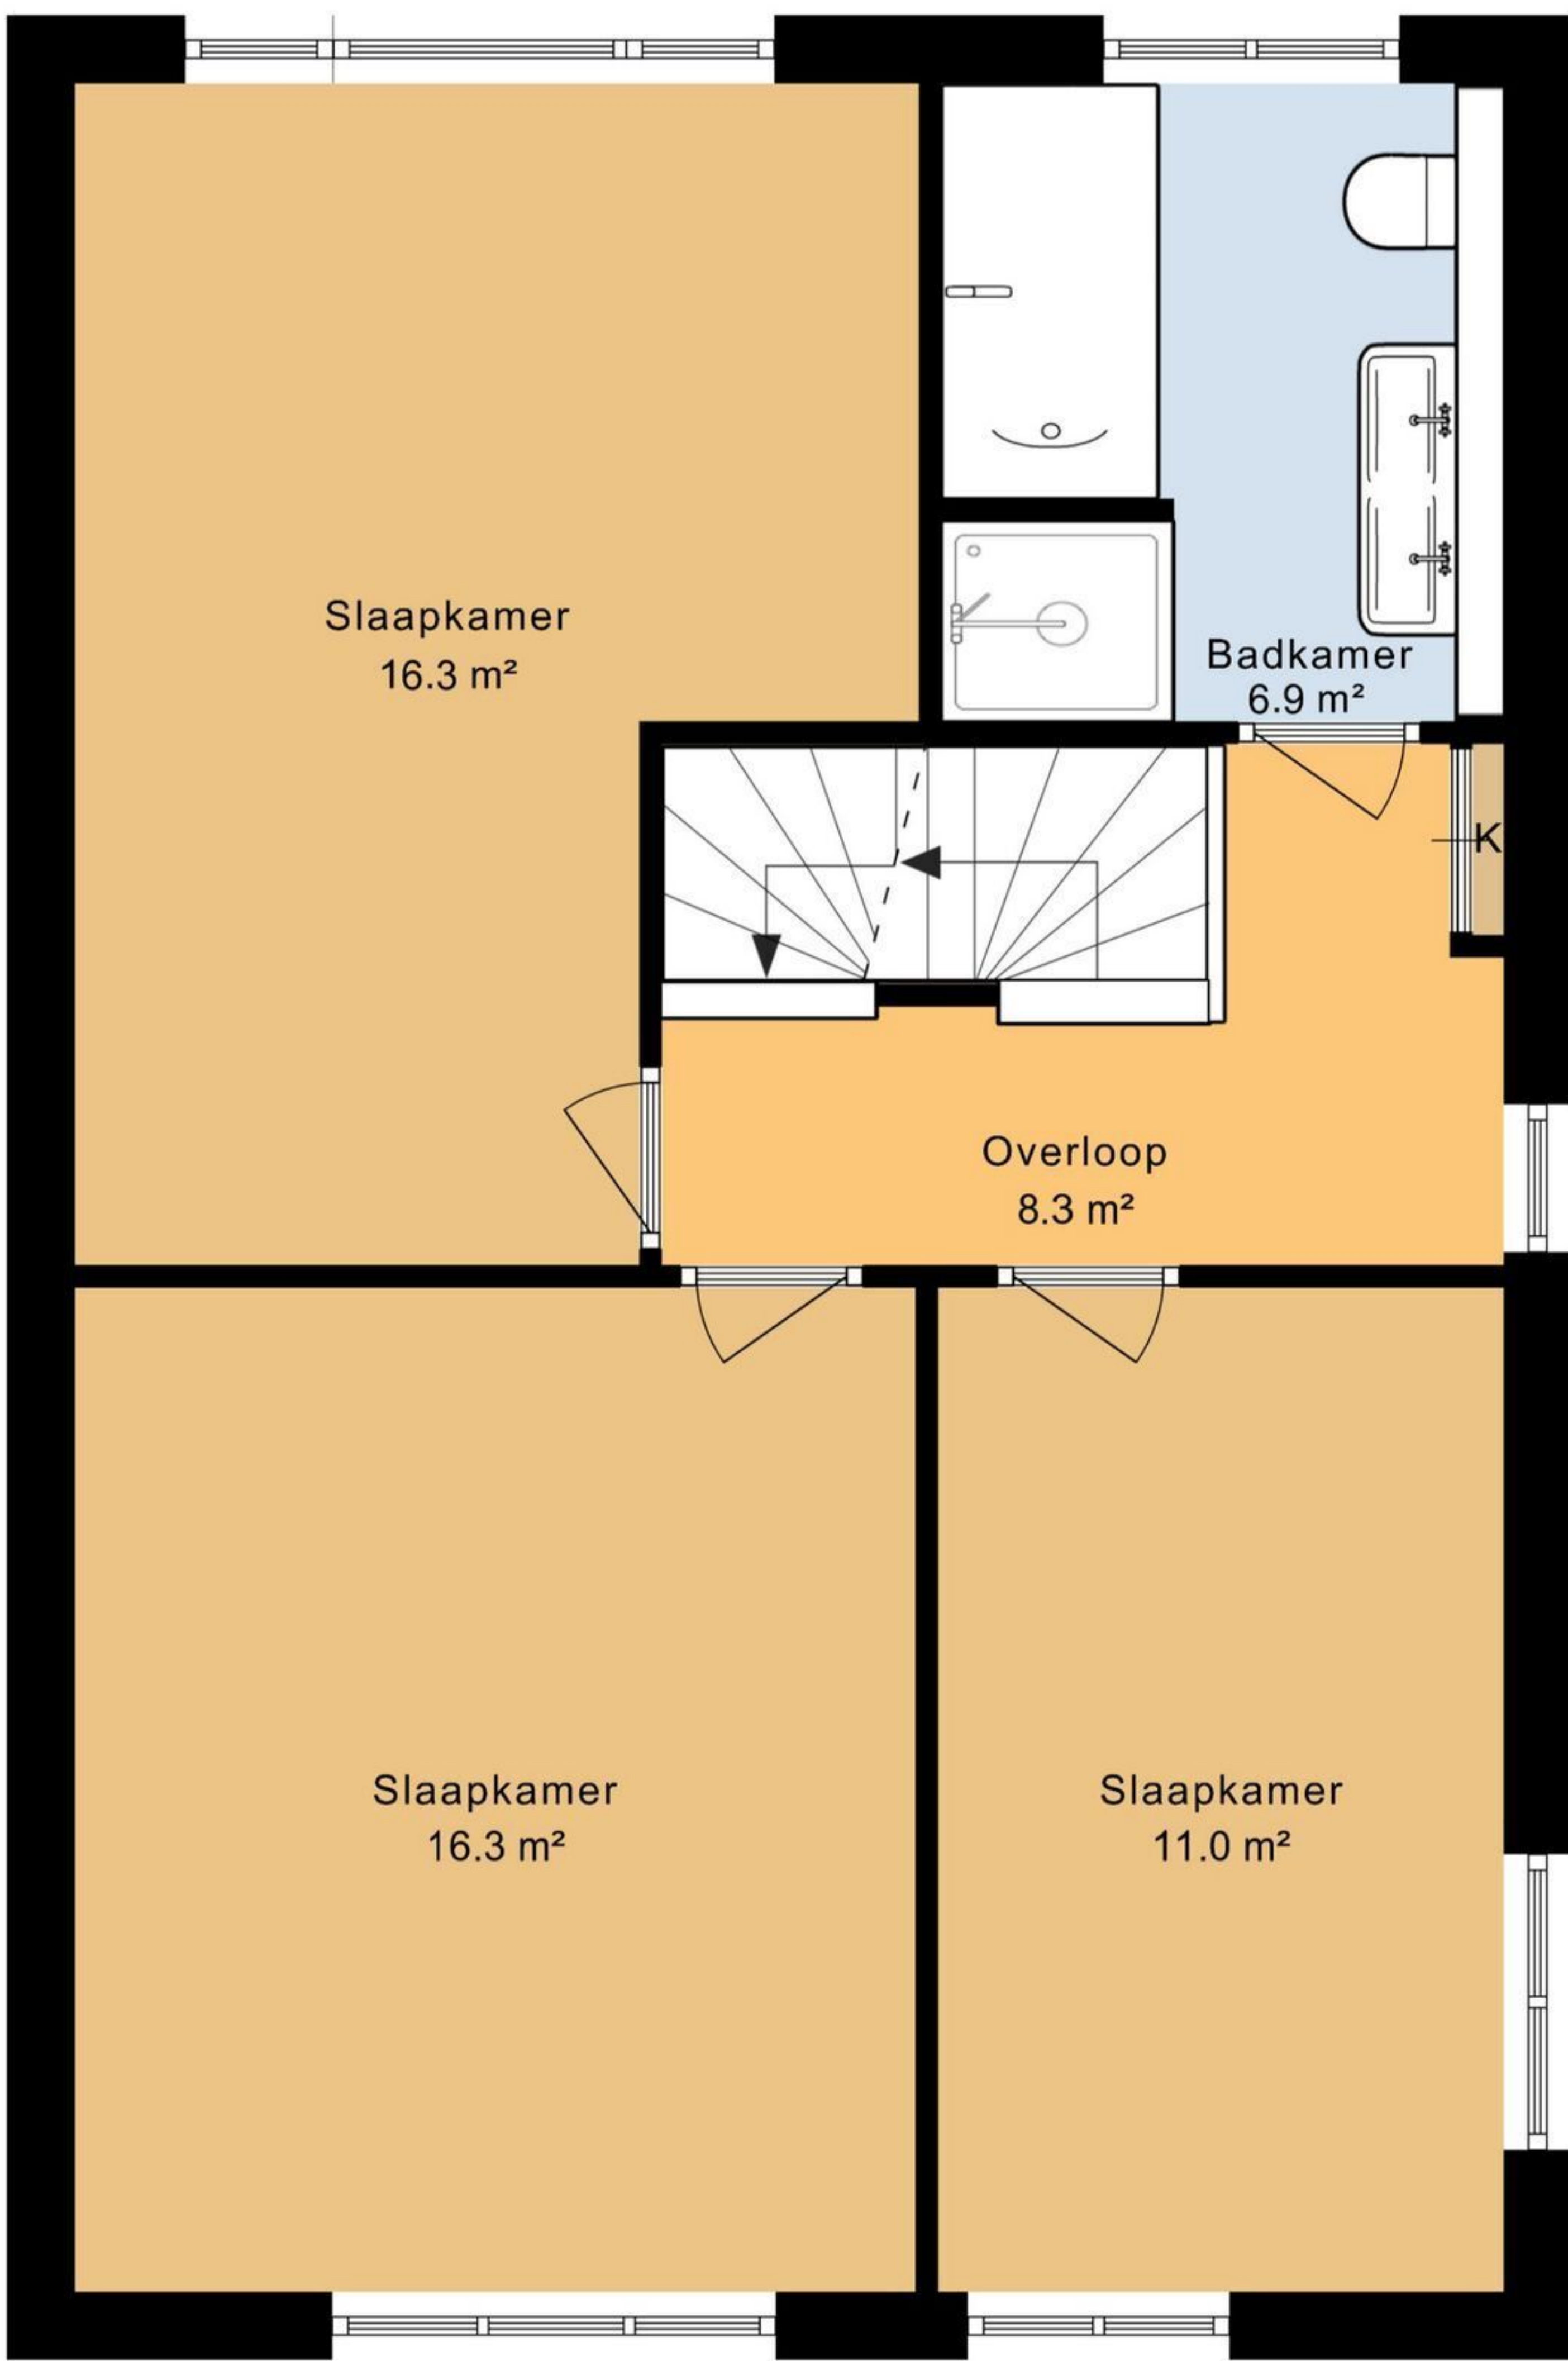 Slaapkamer
16.3 m²
Badkamer
6.9 m²
K
Overloop
8.3 m²
Slaapkamer
16.3 m²
Slaapkamer
11.0 m²